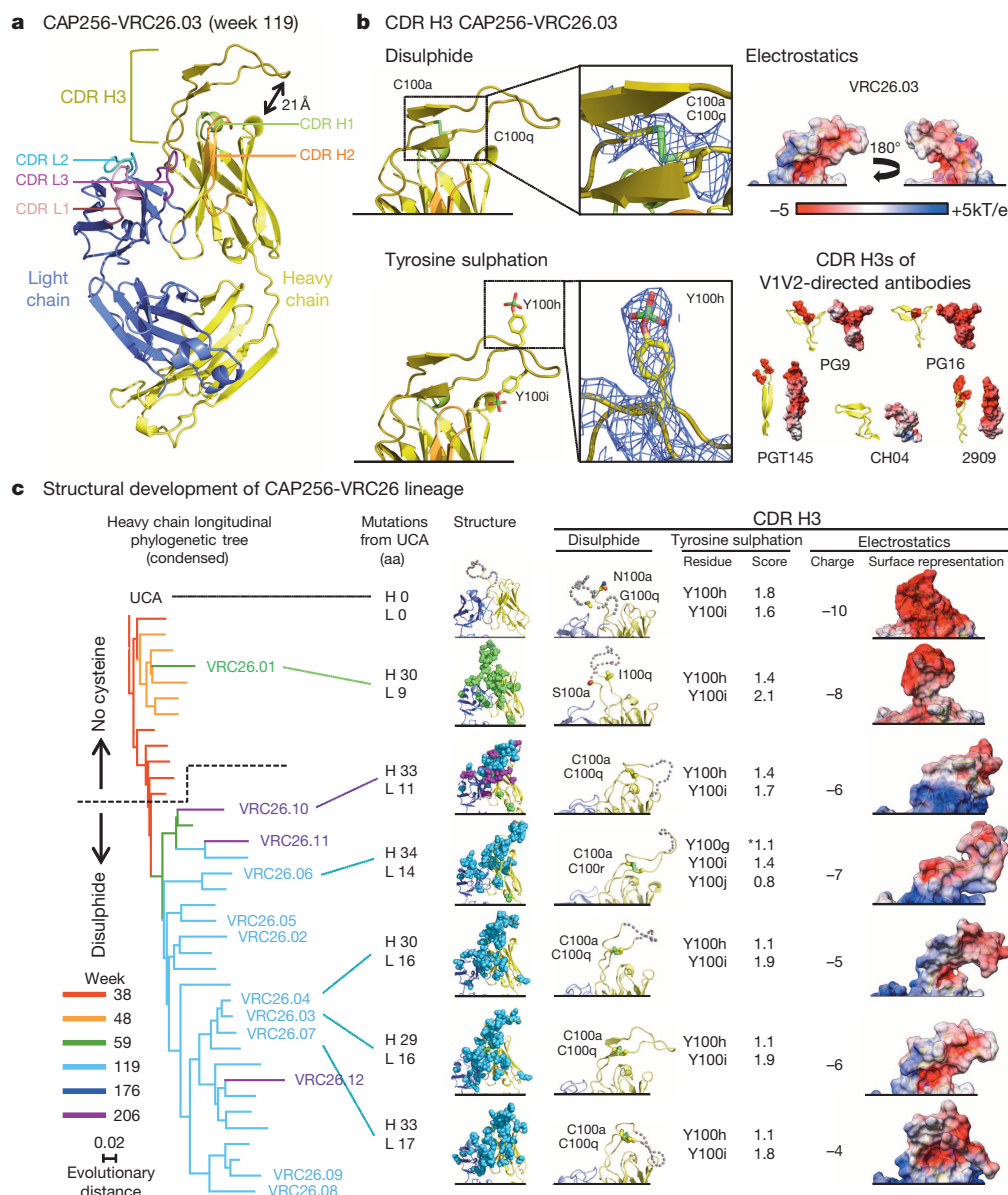 a CAP256-VRC26.03 (week 119)
CDR H3
21Å
CDR H1
CDR H2
CDR L2
CDR L3
CDR L1
Light
chain
Heavy
chain
b CDR H3 CAP256-VRC26.03
Disulphide
C100a
C100q
C100a
C100q
Electrostatics
VRC26.03
180°
–5
+5kT/e
Tyrosine sulphation
Y100h
Y100i
Y100h
CDR H3s of
V1V2-directed antibodies
PG9
PG16
PGT145
CH04
2909
c Structural development of CAP256-VRC26 lineage
Heavy chain longitudinal
phylogenetic tree
(condensed)
Mutations
from UCA
(aa)
Structure
CDR H3
Disulphide
Tyrosine sulphation
Residue
Score
Electrostatics
Charge
Surface representation
UCA
H 0
L 0
N100a
G100q
Y100h 1.8
Y100i 1.6
–10
VRC26.01
H 30
L 9
I100q
S100a
Y100h 1.4
Y100i 2.1
–8
No cysteine
Disulphide
VRC26.10
H 33
L 11
C100a
C100q
Y100h 1.4
Y100i 1.7
–6
VRC26.11
VRC26.06
H 34
L 14
C100a
C100r
Y100g *1.1
Y100i 1.4
Y100j 0.8
–7
VRC26.05
VRC26.02
H 30
L 16
C100a
C100q
Y100h 1.1
Y100i 1.9
–5
VRC26.04
VRC26.03
VRC26.07
H 29
L 16
C100a
C100q
Y100h 1.1
Y100i 1.9
–6
VRC26.12
H 33
L 17
C100a
C100q
Y100h 1.1
Y100i 1.8
–4
VRC26.09
VRC26.08
Week
38
48
59
119
176
206
0.02
Evolutionary
distance